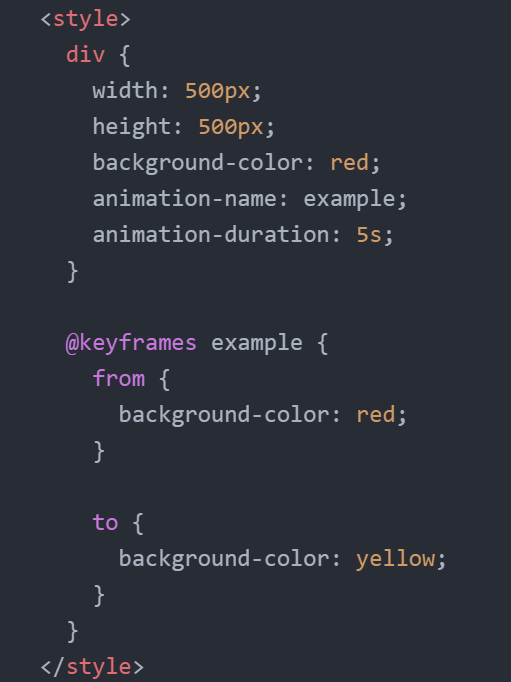 <style>
div {
width: 500px;
height: 500px;
background-color: red;
animation-name: example;
animation-duration: 5s;
}
@keyframes example {
from {
background-color: red;
}
to {
background-color: yellow;
}
}
</style>